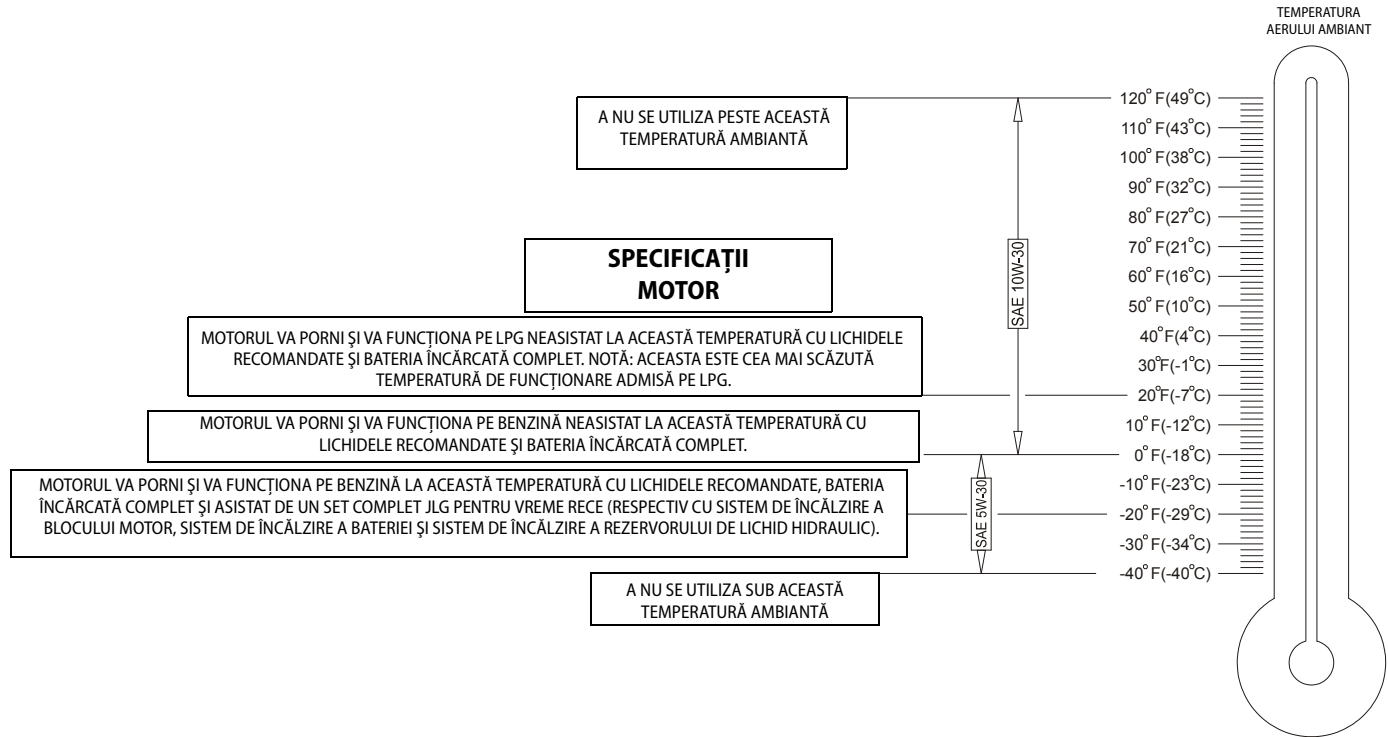 TEMPERATURA
AERULUI AMBIANT
A NU SE UTILIZA PESTE ACEASTĂ
TEMPERATURĂ AMBIANTĂ
SPECIFICAȚII
MOTOR
MOTORUL VA PORNI ŞI VA FUNCȚIONA PE LPG NEASISTAT LA ACEASTĂ TEMPERATURĂ CU LICHIDELE
RECOMANDATE ŞI BATERIA ÎNCĂRCATĂ COMPLET. NOTĂ: ACEASTA ESTE CEA MAI SCĂZUTĂ
TEMPERATURĂ DE FUNCȚIONARE ADMISĂ PE LPG.
MOTORUL VA PORNI ŞI VA FUNCȚIONA PE BENZINĂ NEASISTAT LA ACEASTĂ TEMPERATURĂ CU
LICHIDELE RECOMANDATE ŞI BATERIA ÎNCĂRCATĂ COMPLET.
MOTORUL VA PORNI ŞI VA FUNCȚIONA PE BENZINĂ LA ACEASTĂ TEMPERATURĂ CU LICHIDELE RECOMANDATE, BATERIA
ÎNCĂRCATĂ COMPLET ŞI ASISTAT DE UN SET COMPLET JLG PENTRU VREME RECE (RESPECTIV CU SISTEM DE ÎNCĂLZIRE A
BLOCULUI MOTOR, SISTEM DE ÎNCĂLZIRE A BATERIEI ŞI SISTEM DE ÎNCĂLZIRE A REZERVORULUI DE LICHID HIDRAULIC).
A NU SE UTILIZA SUB ACEASTĂ
TEMPERATURĂ AMBIANTĂ
SAE 10W-30
SAE 5W-30
120° F(49°C)
110° F(43°C)
100° F(38°C)
90° F(32°C)
80° F(27°C)
70° F(21°C)
60° F(16°C)
50° F(10°C)
40°F(4°C)
30°F(-1°C)
20°F(-7°C)
10°F(-12°C)
0° F(-18°C)
-10° F(-23°C)
-20° F(-29°C)
-30° F(-34°C)
-40° F(-40°C)